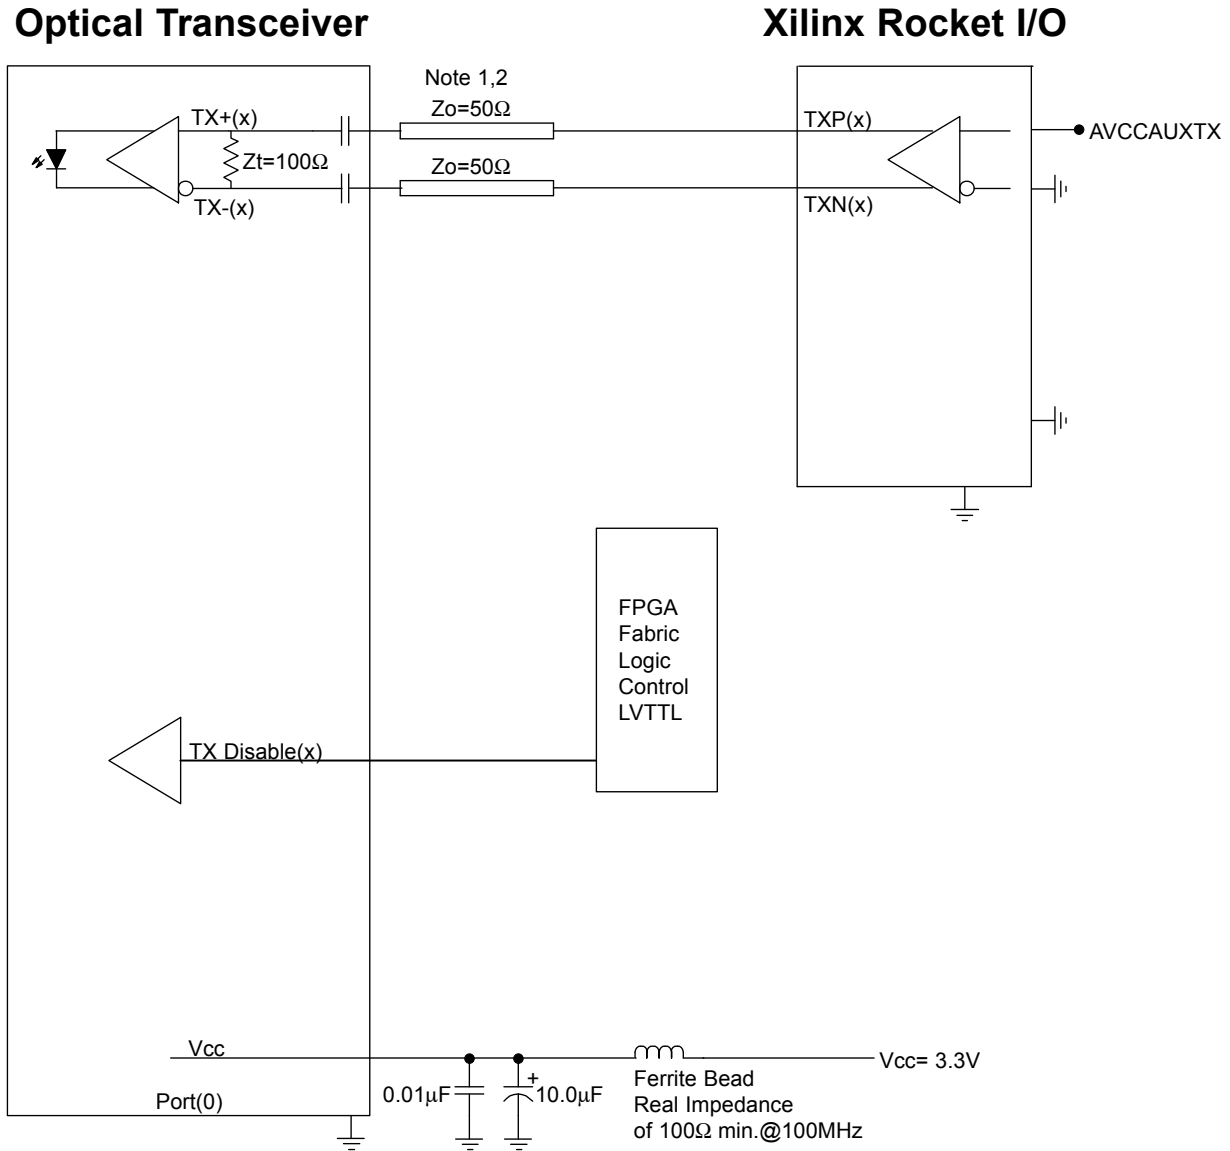 Optical Transceiver
Xilinx Rocket I/O
Note 1,2
Zo=50Ω
TX+(x)
TXP(x)
AVCCAUXTX
Zt=100Ω
Zo=50Ω
TX-(x)
TXN(x)
FPGA
Fabric
Logic
Control
LVTTL
TX Disable(x)
Vcc
Vcc= 3.3V
+
0.01μF
10.0μF
Ferrite Bead
Real Impedance
of 100Ω min.@100MHz
Port(0)